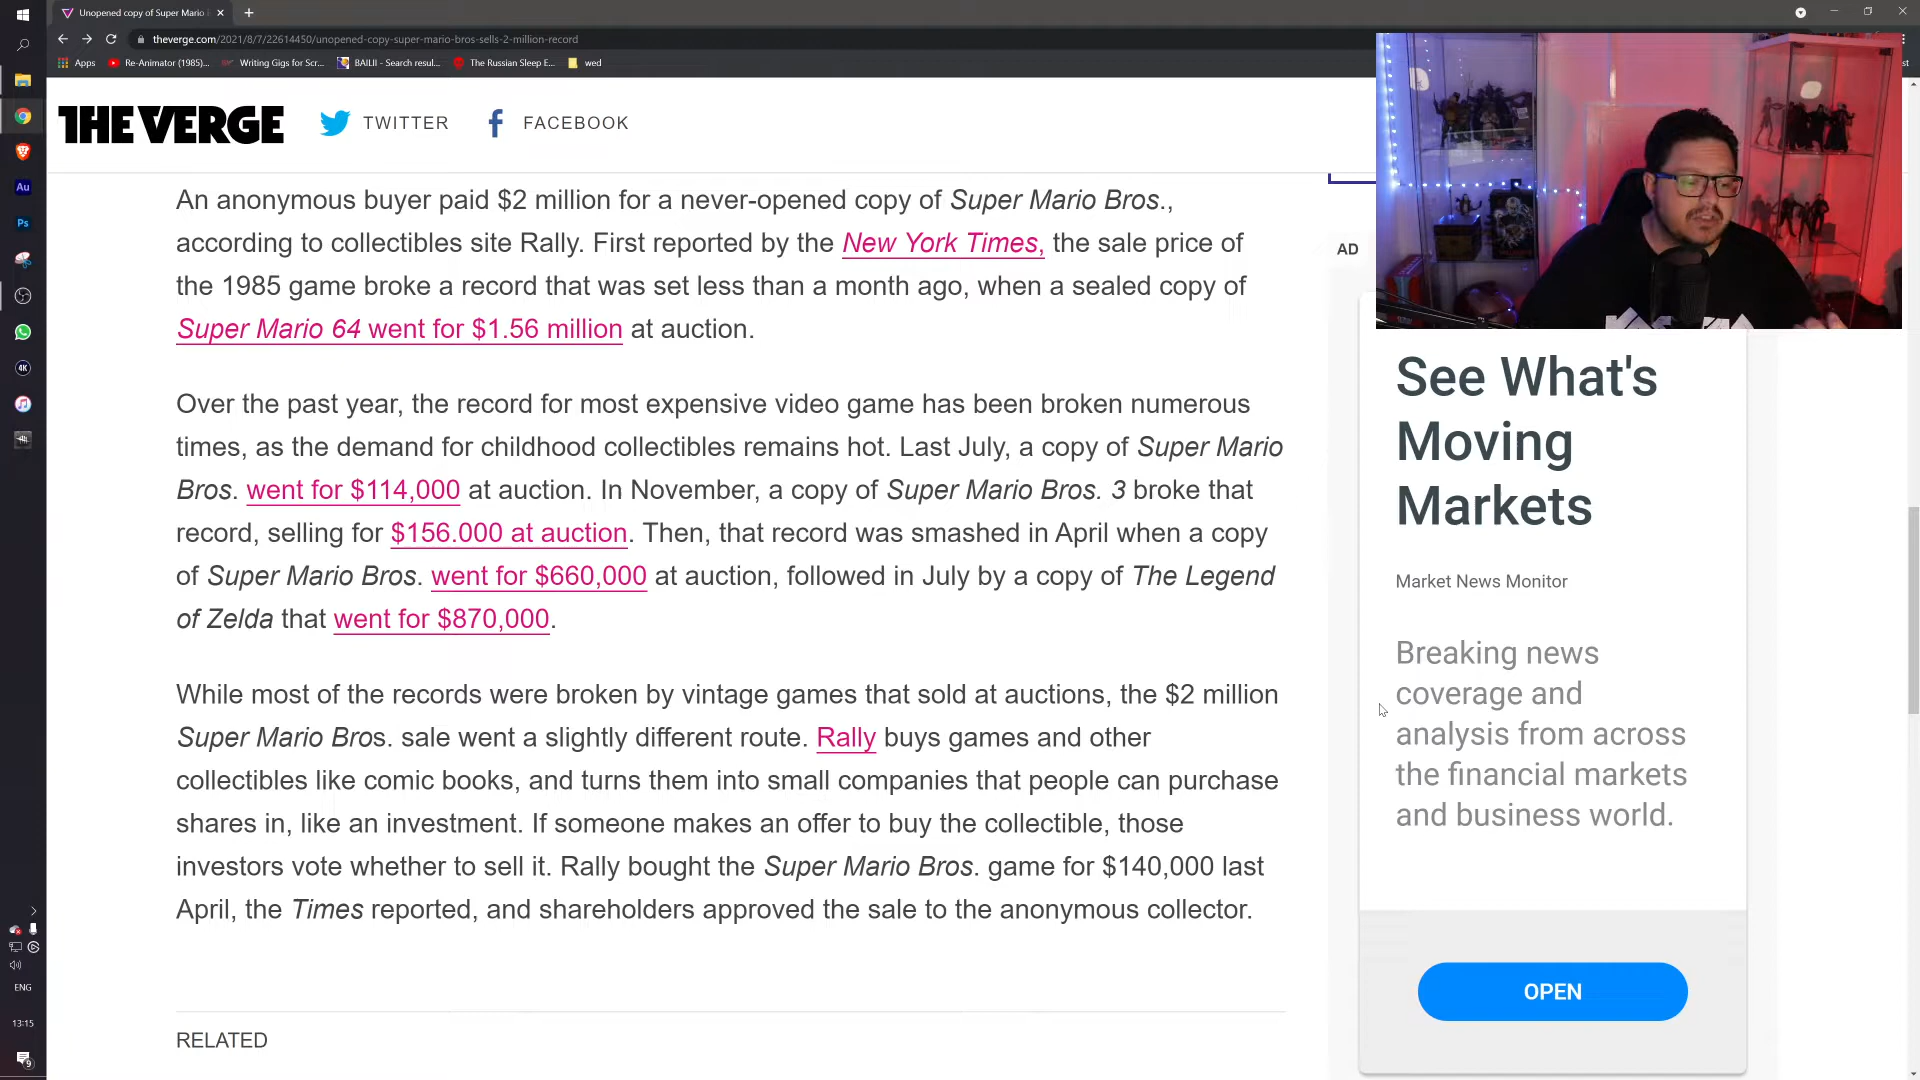 Unopened copy of Super Mario
theverge.com/2021/8/7/22614450/unopened-copy-super-mario-bros-sells-2-million-record
Apps
Re-Animator (1985)...
Writing Gigs for Scr...
BAILII - Search resul...
The Russian Sleep E...
wed
THE VERGE
TWITTER
FACEBOOK
An anonymous buyer paid $2 million for a never-opened copy of Super Mario Bros.,
according to collectibles site Rally. First reported by the New York Times, the sale price of
the 1985 game broke a record that was set less than a month ago, when a sealed copy of
Super Mario 64 went for $1.56 million at auction.
Over the past year, the record for most expensive video game has been broken numerous
times, as the demand for childhood collectibles remains hot. Last July, a copy of Super Mario
Bros. went for $114,000 at auction. In November, a copy of Super Mario Bros. 3 broke that
record, selling for $156.000 at auction. Then, that record was smashed in April when a copy
of Super Mario Bros. went for $660,000 at auction, followed in July by a copy of The Legend
of Zelda that went for $870,000.
While most of the records were broken by vintage games that sold at auctions, the $2 million
Super Mario Bros. sale went a slightly different route. Rally buys games and other
collectibles like comic books, and turns them into small companies that people can purchase
shares in, like an investment. If someone makes an offer to buy the collectible, those
investors vote whether to sell it. Rally bought the Super Mario Bros. game for $140,000 last
April, the Times reported, and shareholders approved the sale to the anonymous collector.
RELATED
AD
See What's
Moving
Markets
Market News Monitor
Breaking news
coverage and
analysis from across
the financial markets
and business world.
OPEN
Au
Ps
4K
ENG
13:15
9